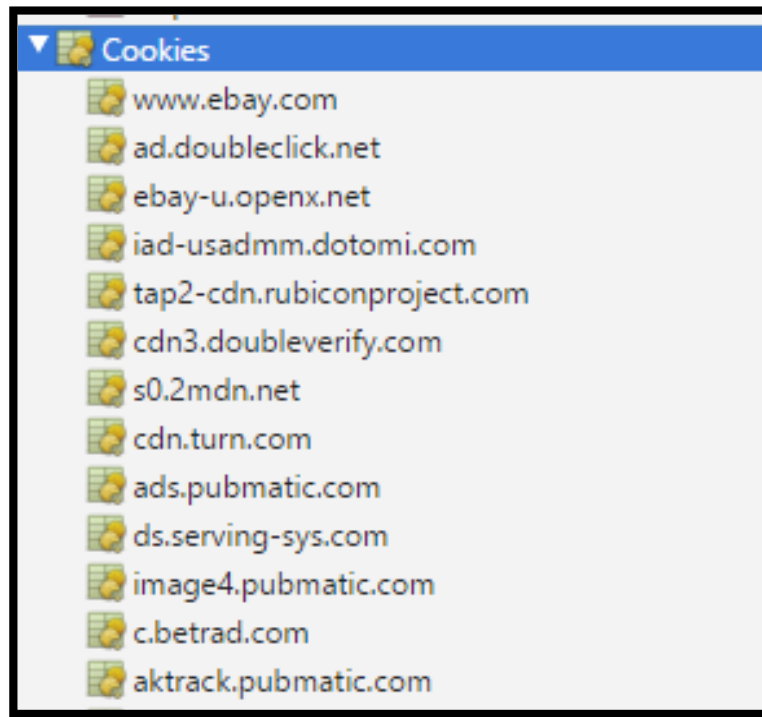 Cookies
www.ebay.com
ad.doubleclick.net
ebay-u.openx.net
iad-usadmm.dotomi.com
tap2-cdn.rubiconproject.com
cdn3.doubleverify.com
s0.2mdn.net
cdn.turn.com
ads.pubmatic.com
ds.serving-sys.com
image4.pubmatic.com
c.betrad.com
aktrack.pubmatic.com